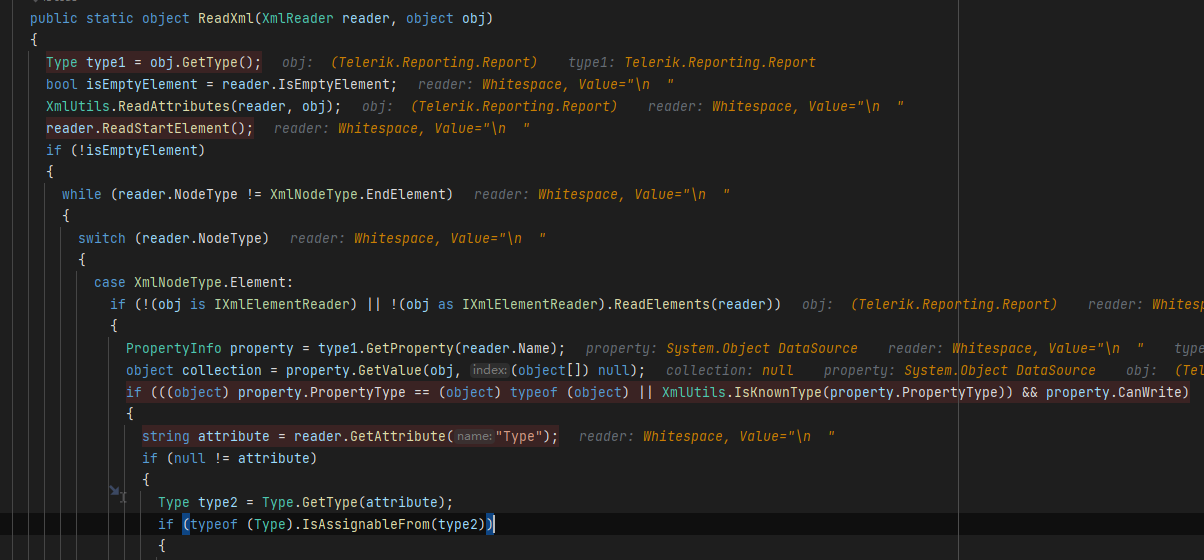 public static object ReadXml(XmlReader reader, object obj)
{
Type type1 = obj.GetType();   obj:  (Telerik.Reporting.Report)    type1: Telerik.Reporting.Report
bool isEmptyElement = reader.IsEmptyElement;   reader: Whitespace, Value="\n  "
XmlUtils.ReadAttributes(reader, obj);   obj:  (Telerik.Reporting.Report)    reader: Whitespace, Value="\n  "
reader.ReadStartElement();   reader: Whitespace, Value="\n  "
if (!isEmptyElement)
{
while (reader.NodeType != XmlNodeType.EndElement)   reader: Whitespace, Value="\n  "
{
switch (reader.NodeType)   reader: Whitespace, Value="\n  "
{
case XmlNodeType.Element:
if (!(obj is IXmlElementReader) || !(obj as IXmlElementReader).ReadElements(reader))   obj:  (Telerik.Reporting.Report)    reader: Whitesp
{
PropertyInfo property = type1.GetProperty(reader.Name);   property: System.Object DataSource    reader: Whitespace, Value="\n  "    type
object collection = property.GetValue(obj, index: (object[]) null);   collection: null    property: System.Object DataSource    obj:  (Tel
if (((object) property.PropertyType == (object) typeof (object) || XmlUtils.IsKnownType(property.PropertyType)) && property.CanWrite)
{
string attribute = reader.GetAttribute( name: "Type");   reader: Whitespace, Value="\n  "
if (null != attribute)
{
Type type2 = Type.GetType(attribute);
if (typeof (Type).IsAssignableFrom(type2))
{